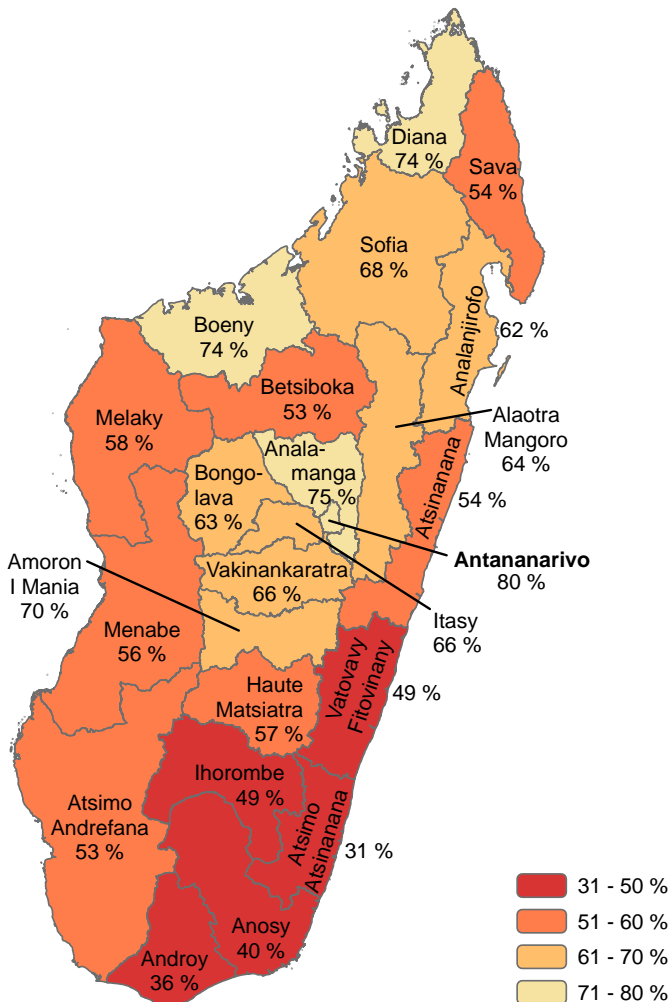 Diana
74 %
Sava
54 %
Sofia
68 %
Analanjirofo
62 %
Boeny
74 %
Betsiboka
53 %
Melaky
58 %
Alaotra
Mangoro
64 %
Anala-
manga
75 %
Bongo-
lava
63 %
Atsinanana
54 %
Antananarivo
80 %
Amoron
I Mania
70 %
Vakinankaratra
66 %
Itasy
66 %
Menabe
56 %
Haute
Matsiatra
57 %
Vatovavy
Fitovinany
49 %
Ihorombe
49 %
Atsimo
Andrefana
53 %
Atsimo
Atsinanana
31 %
Anosy
40 %
Androy
36 %
31 - 50 %
51 - 60 %
61 - 70 %
71 - 80 %